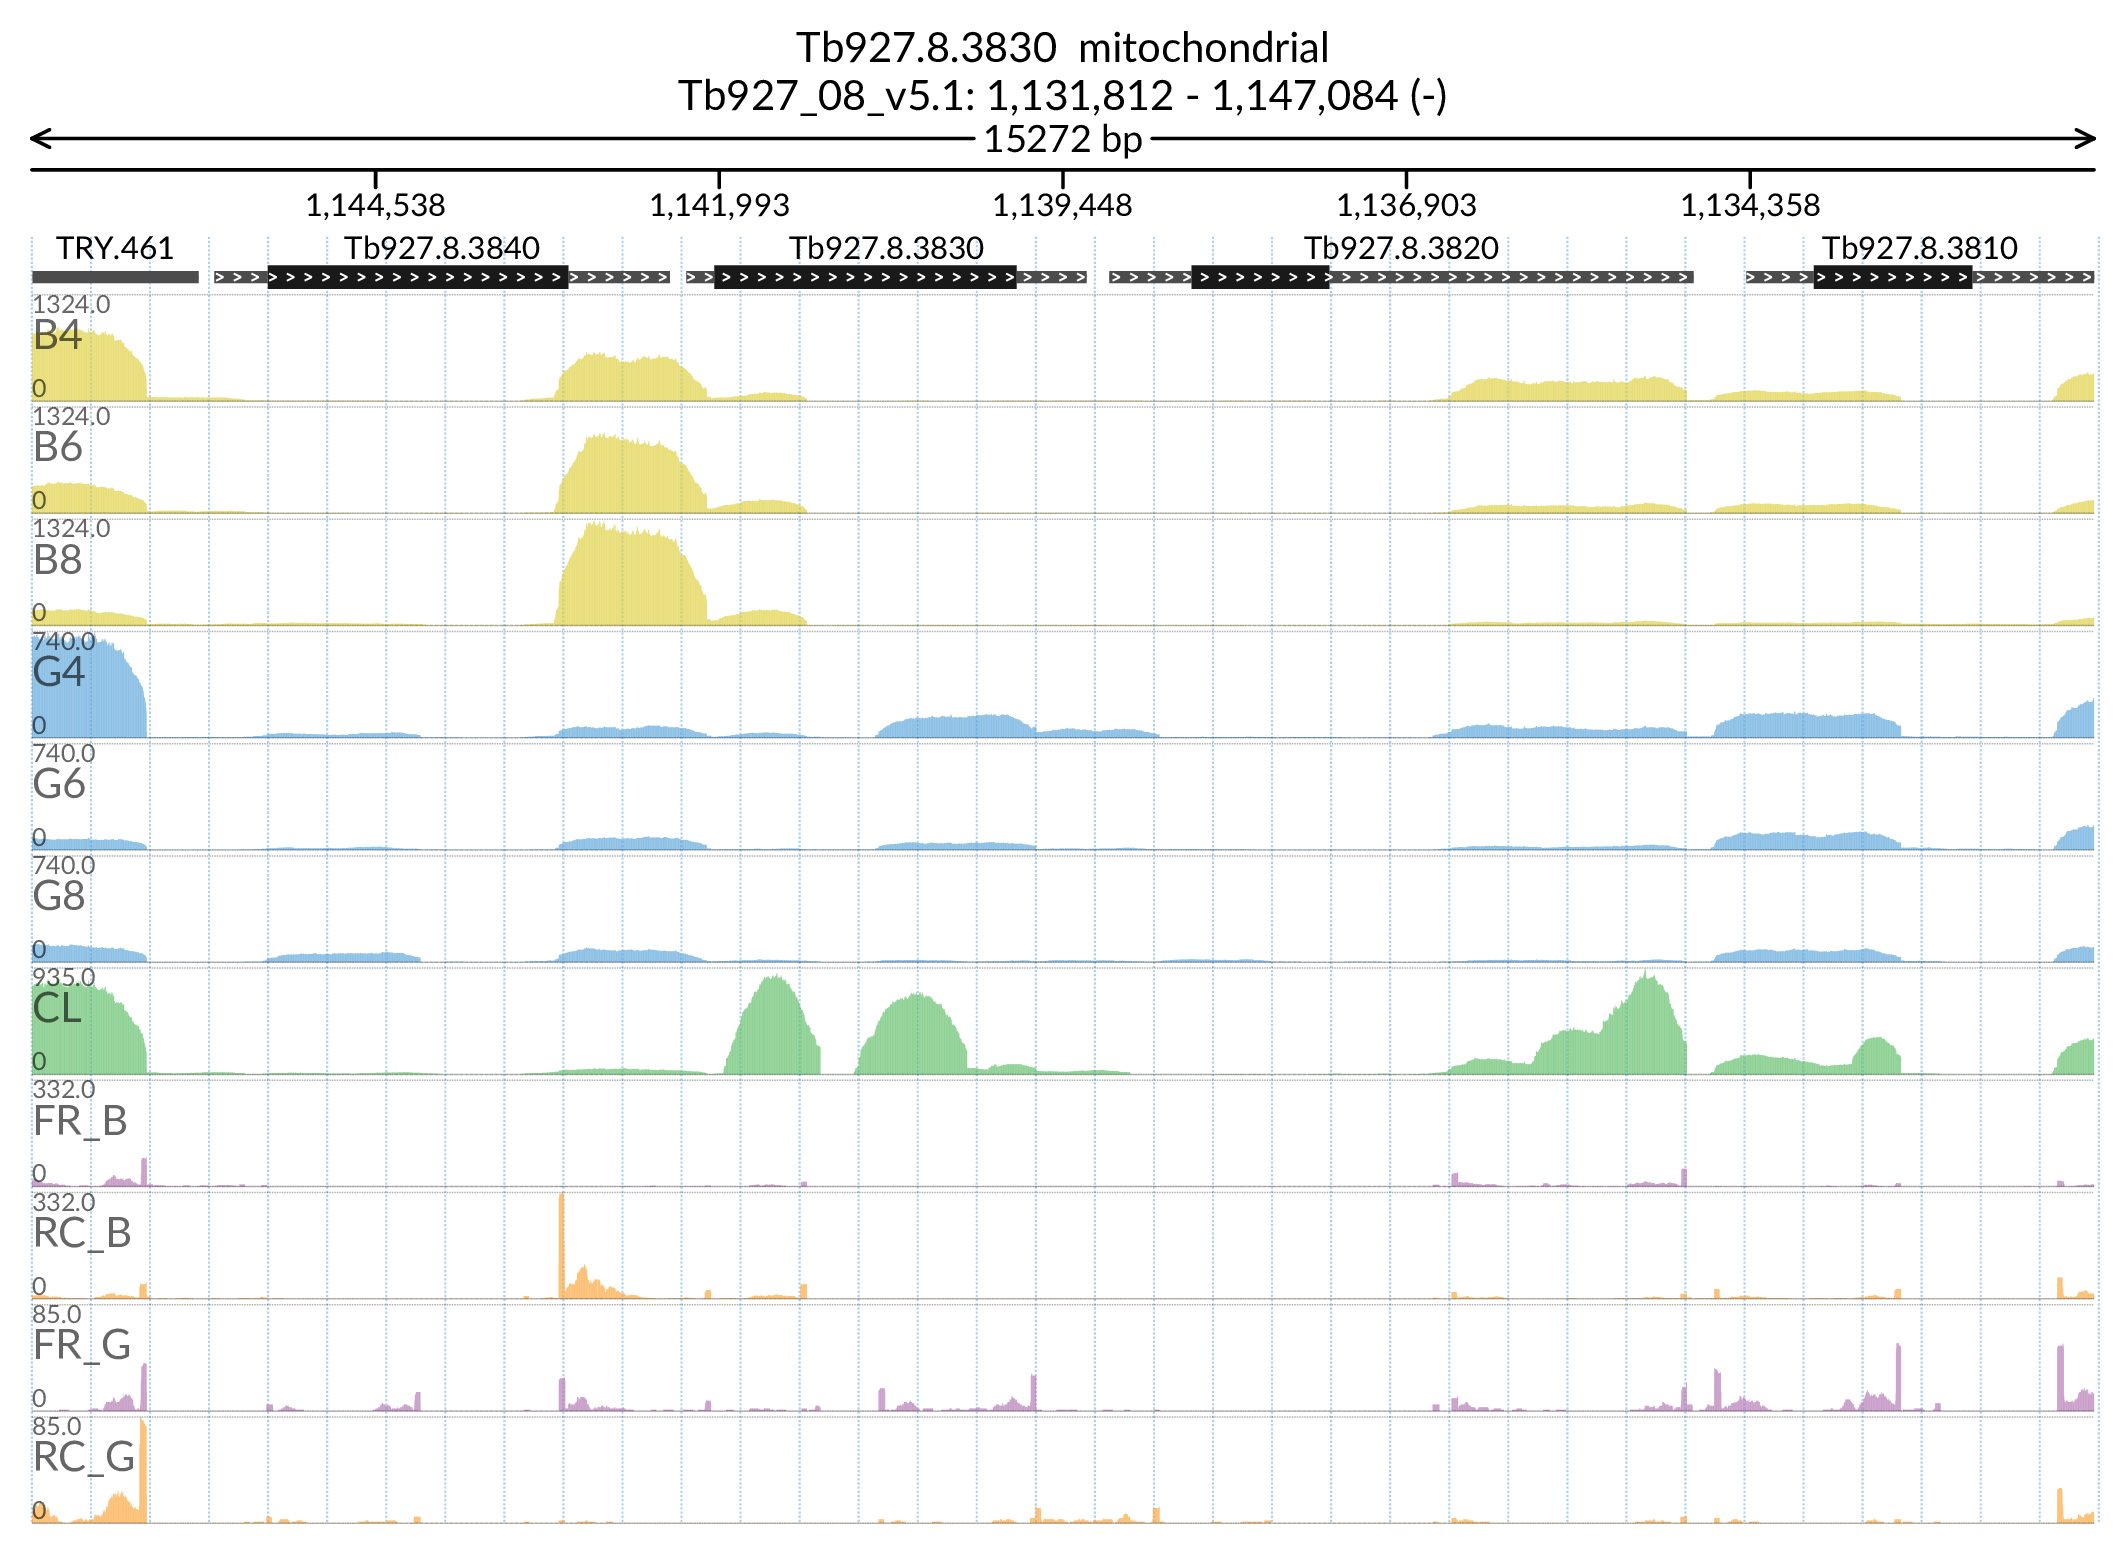 Tb927.8.3830 mitochondrial
Tb927_08_v5.1: 1,131,812 - 1,147,084 (-)
15272 bp
1,144,538 1,141,993 1,139,448 1,136,903 1,134,358
TRY.461 Tb927.8.3840 Tb927.8.3830 Tb927.8.3820 Tb927.8.3810
1324.0
B4
0
1324.0
B6
0
1324.0
B8
0
740.0
G4
0
740.0
G6
0
740.0
G8
0
935.0
CL
0
332.0
FR_B
0
332.0
RC_B
0
85.0
FR_G
0
85.0
RC_G
0